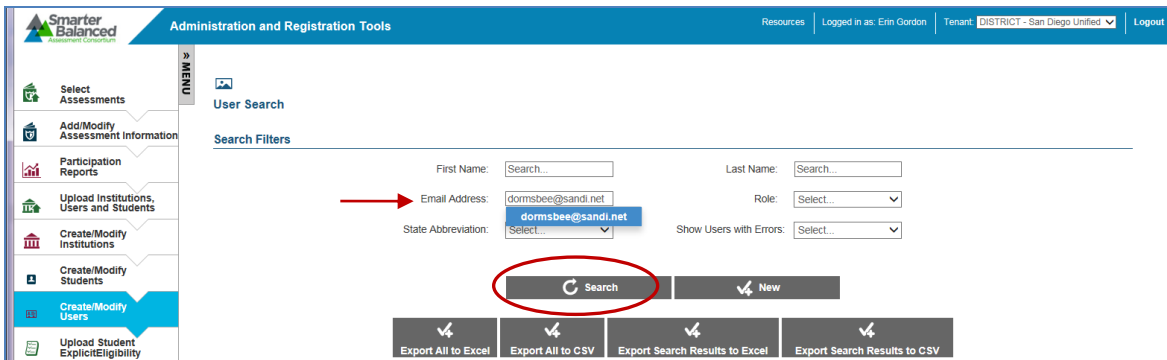 Smarter
Balanced
Assessment Consortium
Administration and Registration Tools
Resources
Logged in as: Erin Gordon
Tenant: DISTRICT - San Diego Unified
Logout
» MENU
Select
Assessments
Add/Modify
Assessment Information
Participation
Reports
Upload Institutions,
Users and Students
Create/Modify
Institutions
Create/Modify
Students
Create/Modify
Users
Upload Student
ExplicitEligibility
User Search
Search Filters
First Name: Search... Last Name: Search...
Email Address: dormsbee@sandi.net Role: Select...
dormsbee@sandi.net
State Abbreviation: Select... Show Users with Errors: Select...
Search New
Export All to Excel Export All to CSV Export Search Results to Excel Export Search Results to CSV